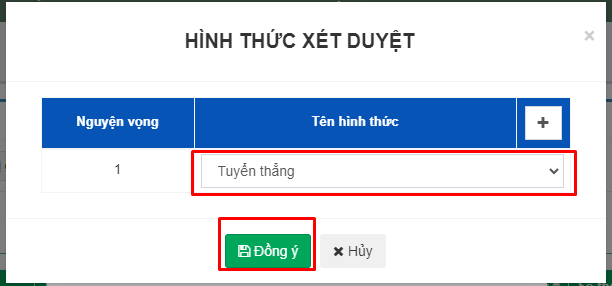 HÌNH THỨC XÉT DUYỆT
×
Nguyện vọng Tên hình thức +
1 Tuyển thẳng
Đồng ý × Hủy